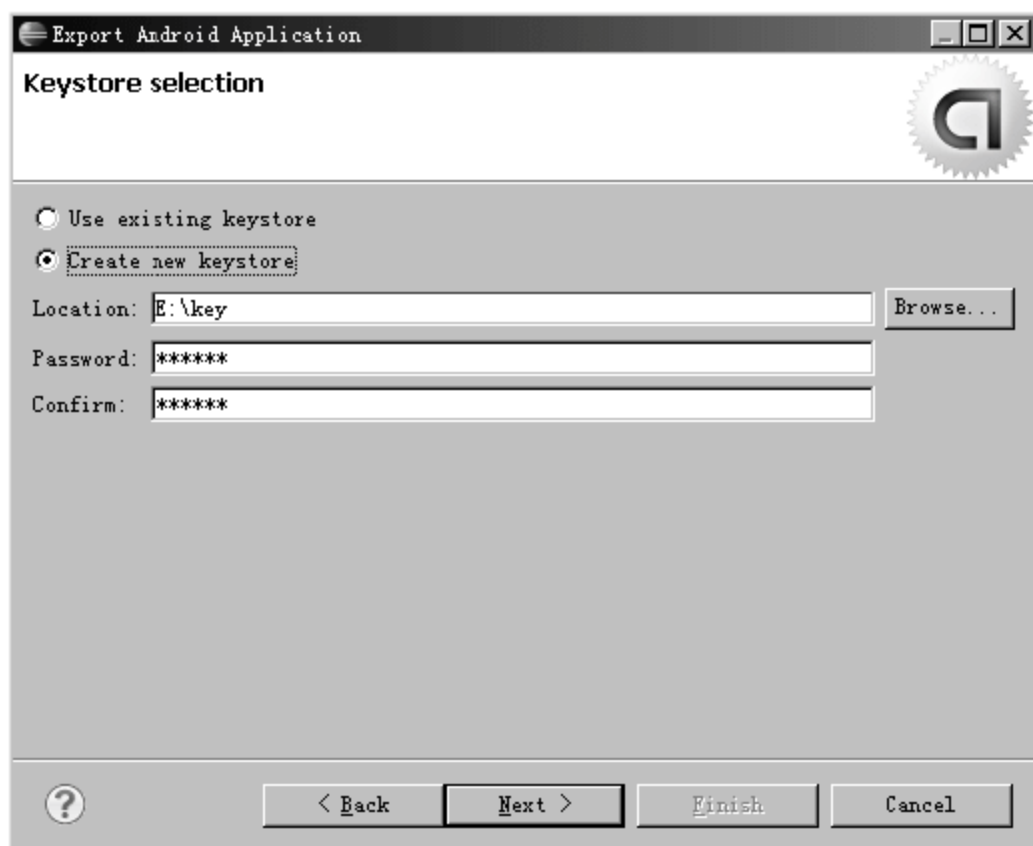 Export Android Application
Keystore selection
Use existing keystore
Create new keystore
Location: E:\key Browse...
Password: ******
Confirm: ******
? < Back Next > Finish Cancel